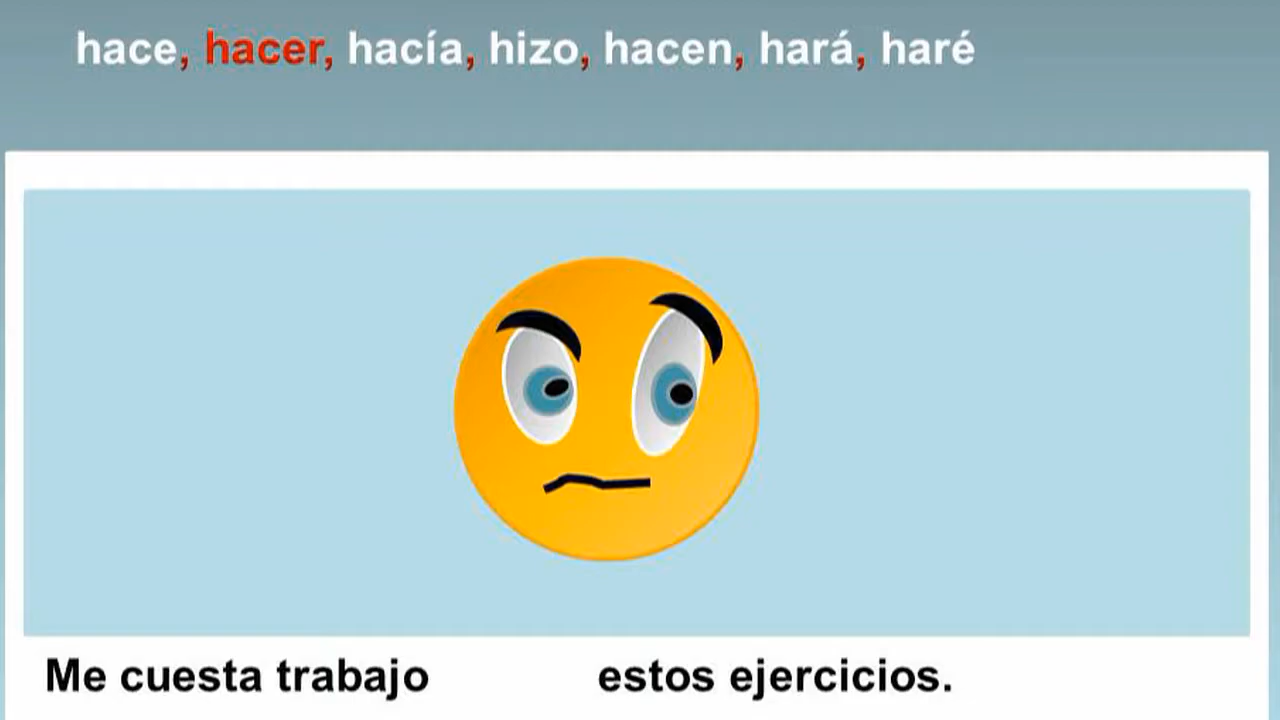 hace, hacer, hacía, hizo, hacen, hará, haré
Me cuesta trabajo estos ejercicios.